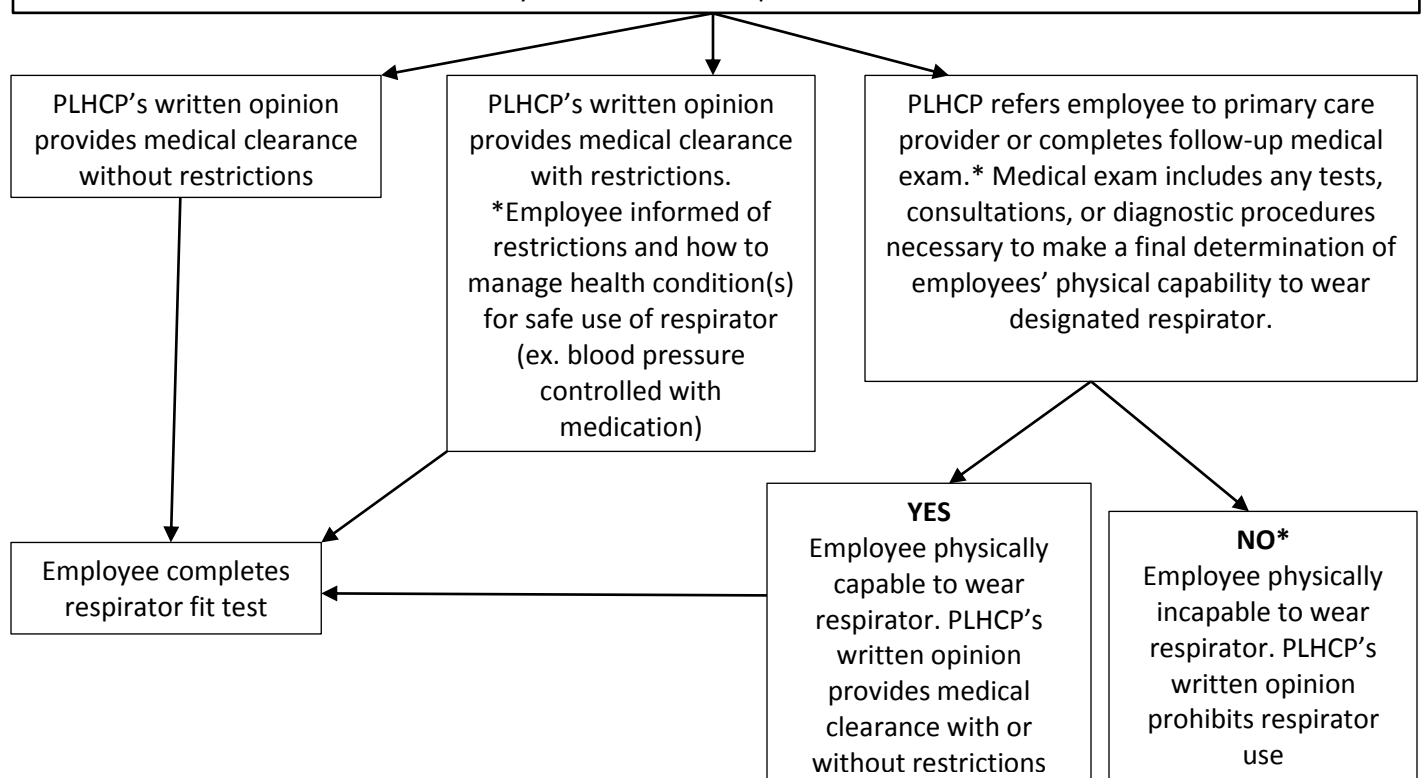 PLHCP’s written opinion
provides medical clearance
without restrictions
PLHCP’s written opinion
provides medical clearance
with restrictions.
*Employee informed of
restrictions and how to
manage health condition(s)
for safe use of respirator
(ex. blood pressure
controlled with
medication)
PLHCP refers employee to primary care
provider or completes follow-up medical
exam.* Medical exam includes any tests,
consultations, or diagnostic procedures
necessary to make a final determination of
employees’ physical capability to wear
designated respirator.
Employee completes
respirator fit test
YES
Employee physically
capable to wear
respirator. PLHCP’s
written opinion
provides medical
clearance with or
without restrictions
NO*
Employee physically
incapable to wear
respirator. PLHCP’s
written opinion
prohibits respirator
use